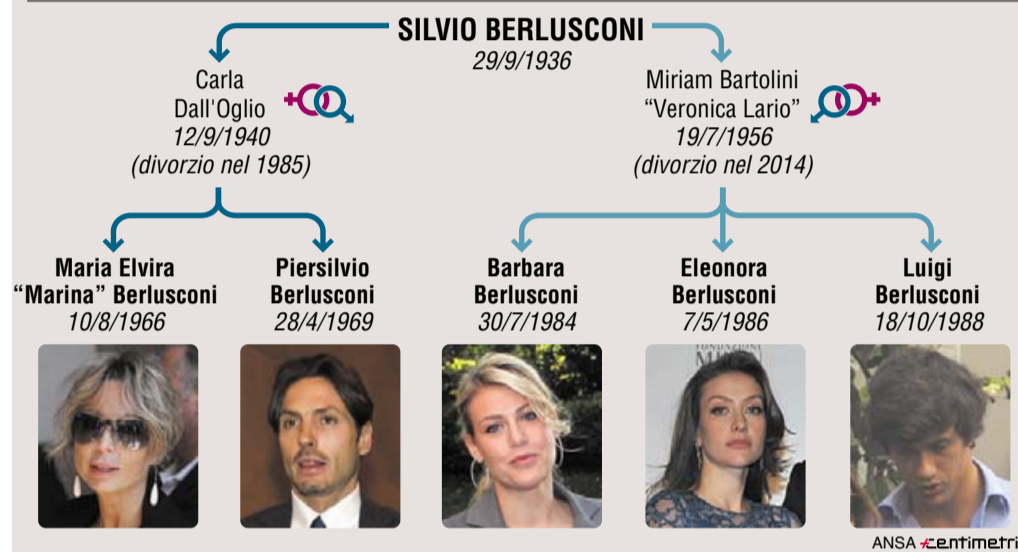 SILVIO BERLUSCONI
29/9/1936
Carla
Dall'Oglio
12/9/1940
(divorzio nel 1985)
Miriam Bartolini
“Veronica Lario”
19/7/1956
(divorzio nel 2014)
Maria Elvira
“Marina” Berlusconi
10/8/1966
Piersilvio
Berlusconi
28/4/1969
Barbara
Berlusconi
30/7/1984
Eleonora
Berlusconi
7/5/1986
Luigi
Berlusconi
18/10/1988
ANSA centimetri